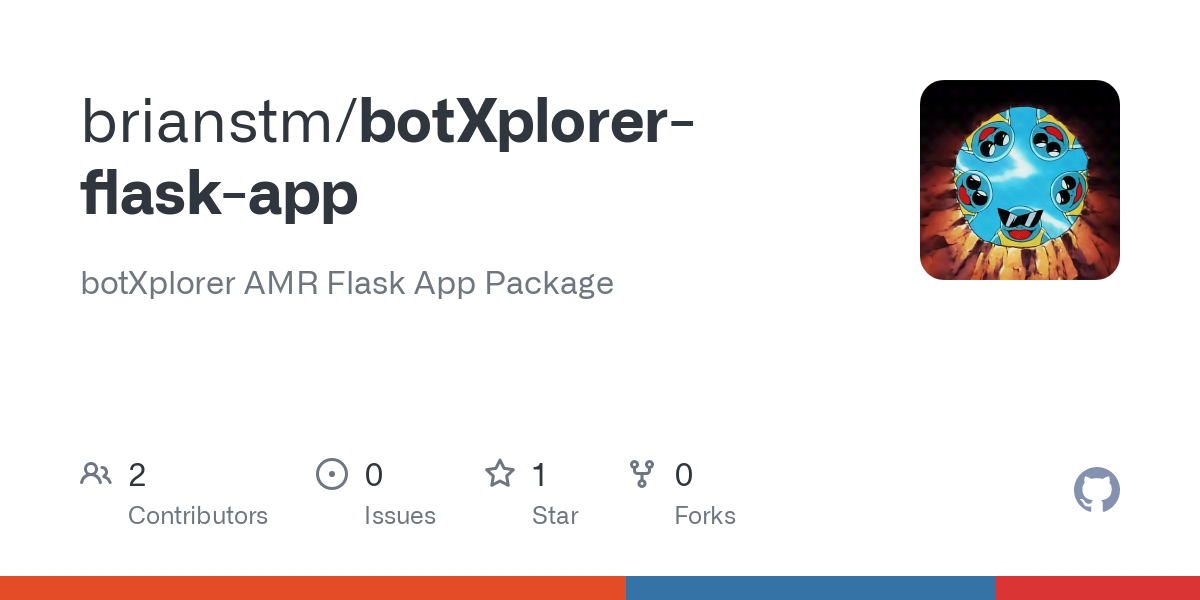 brianstm/botXplorer-
flask-app
botXplorer AMR Flask App Package
2
Contributors
0
Issues
1
Star
0
Forks